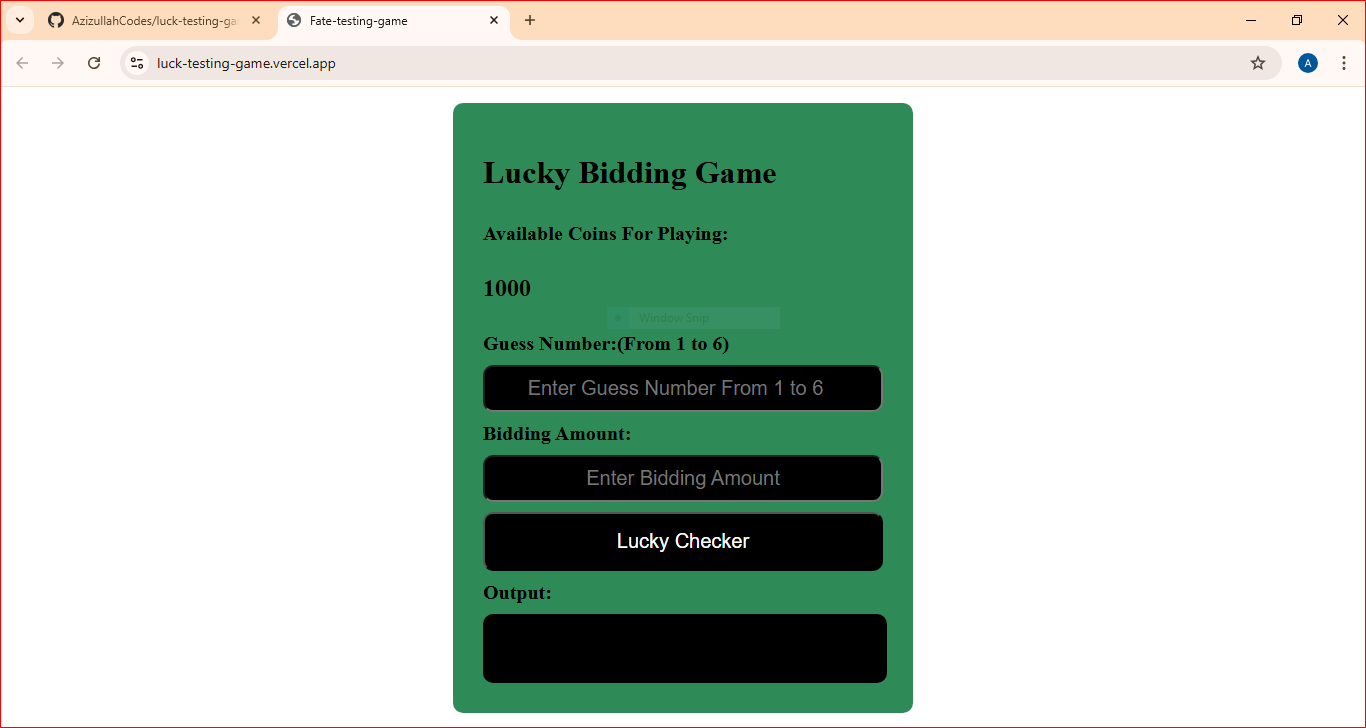 AzizullahCodes/luck-testing-ga
Fate-testing-game
luck-testing-game.vercel.app
A
Lucky Bidding Game
Available Coins For Playing:
1000
Window Snip
Guess Number:(From 1 to 6)
Enter Guess Number From 1 to 6
Bidding Amount:
Enter Bidding Amount
Lucky Checker
Output: